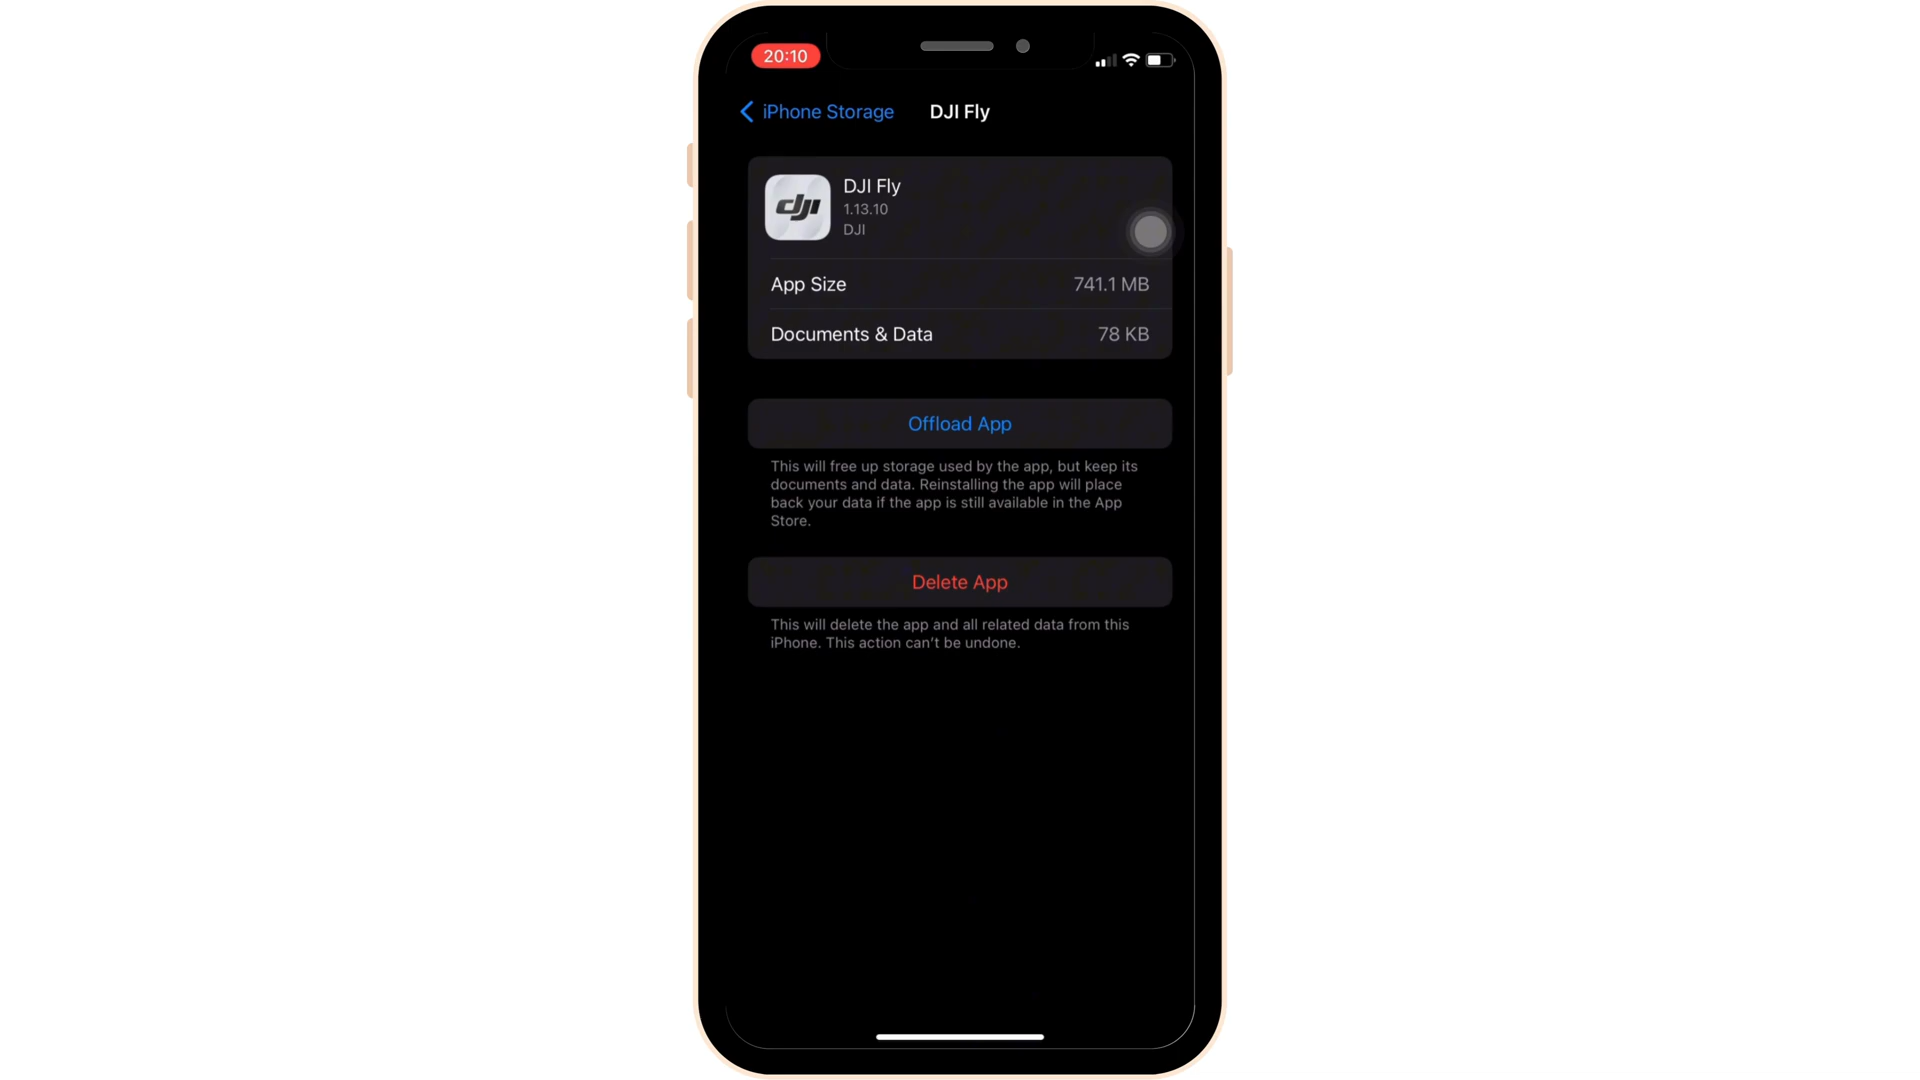 20:10
iPhone Storage
DJI Fly
dji
DJI Fly
1.13.10
DJI
App Size
741.1 MB
Documents & Data
78 KB
Offload App
This will free up storage used by the app, but keep its
documents and data. Reinstalling the app will place
back your data if the app is still available in the App
Store.
Delete App
This will delete the app and all related data from this
iPhone. This action can't be undone.